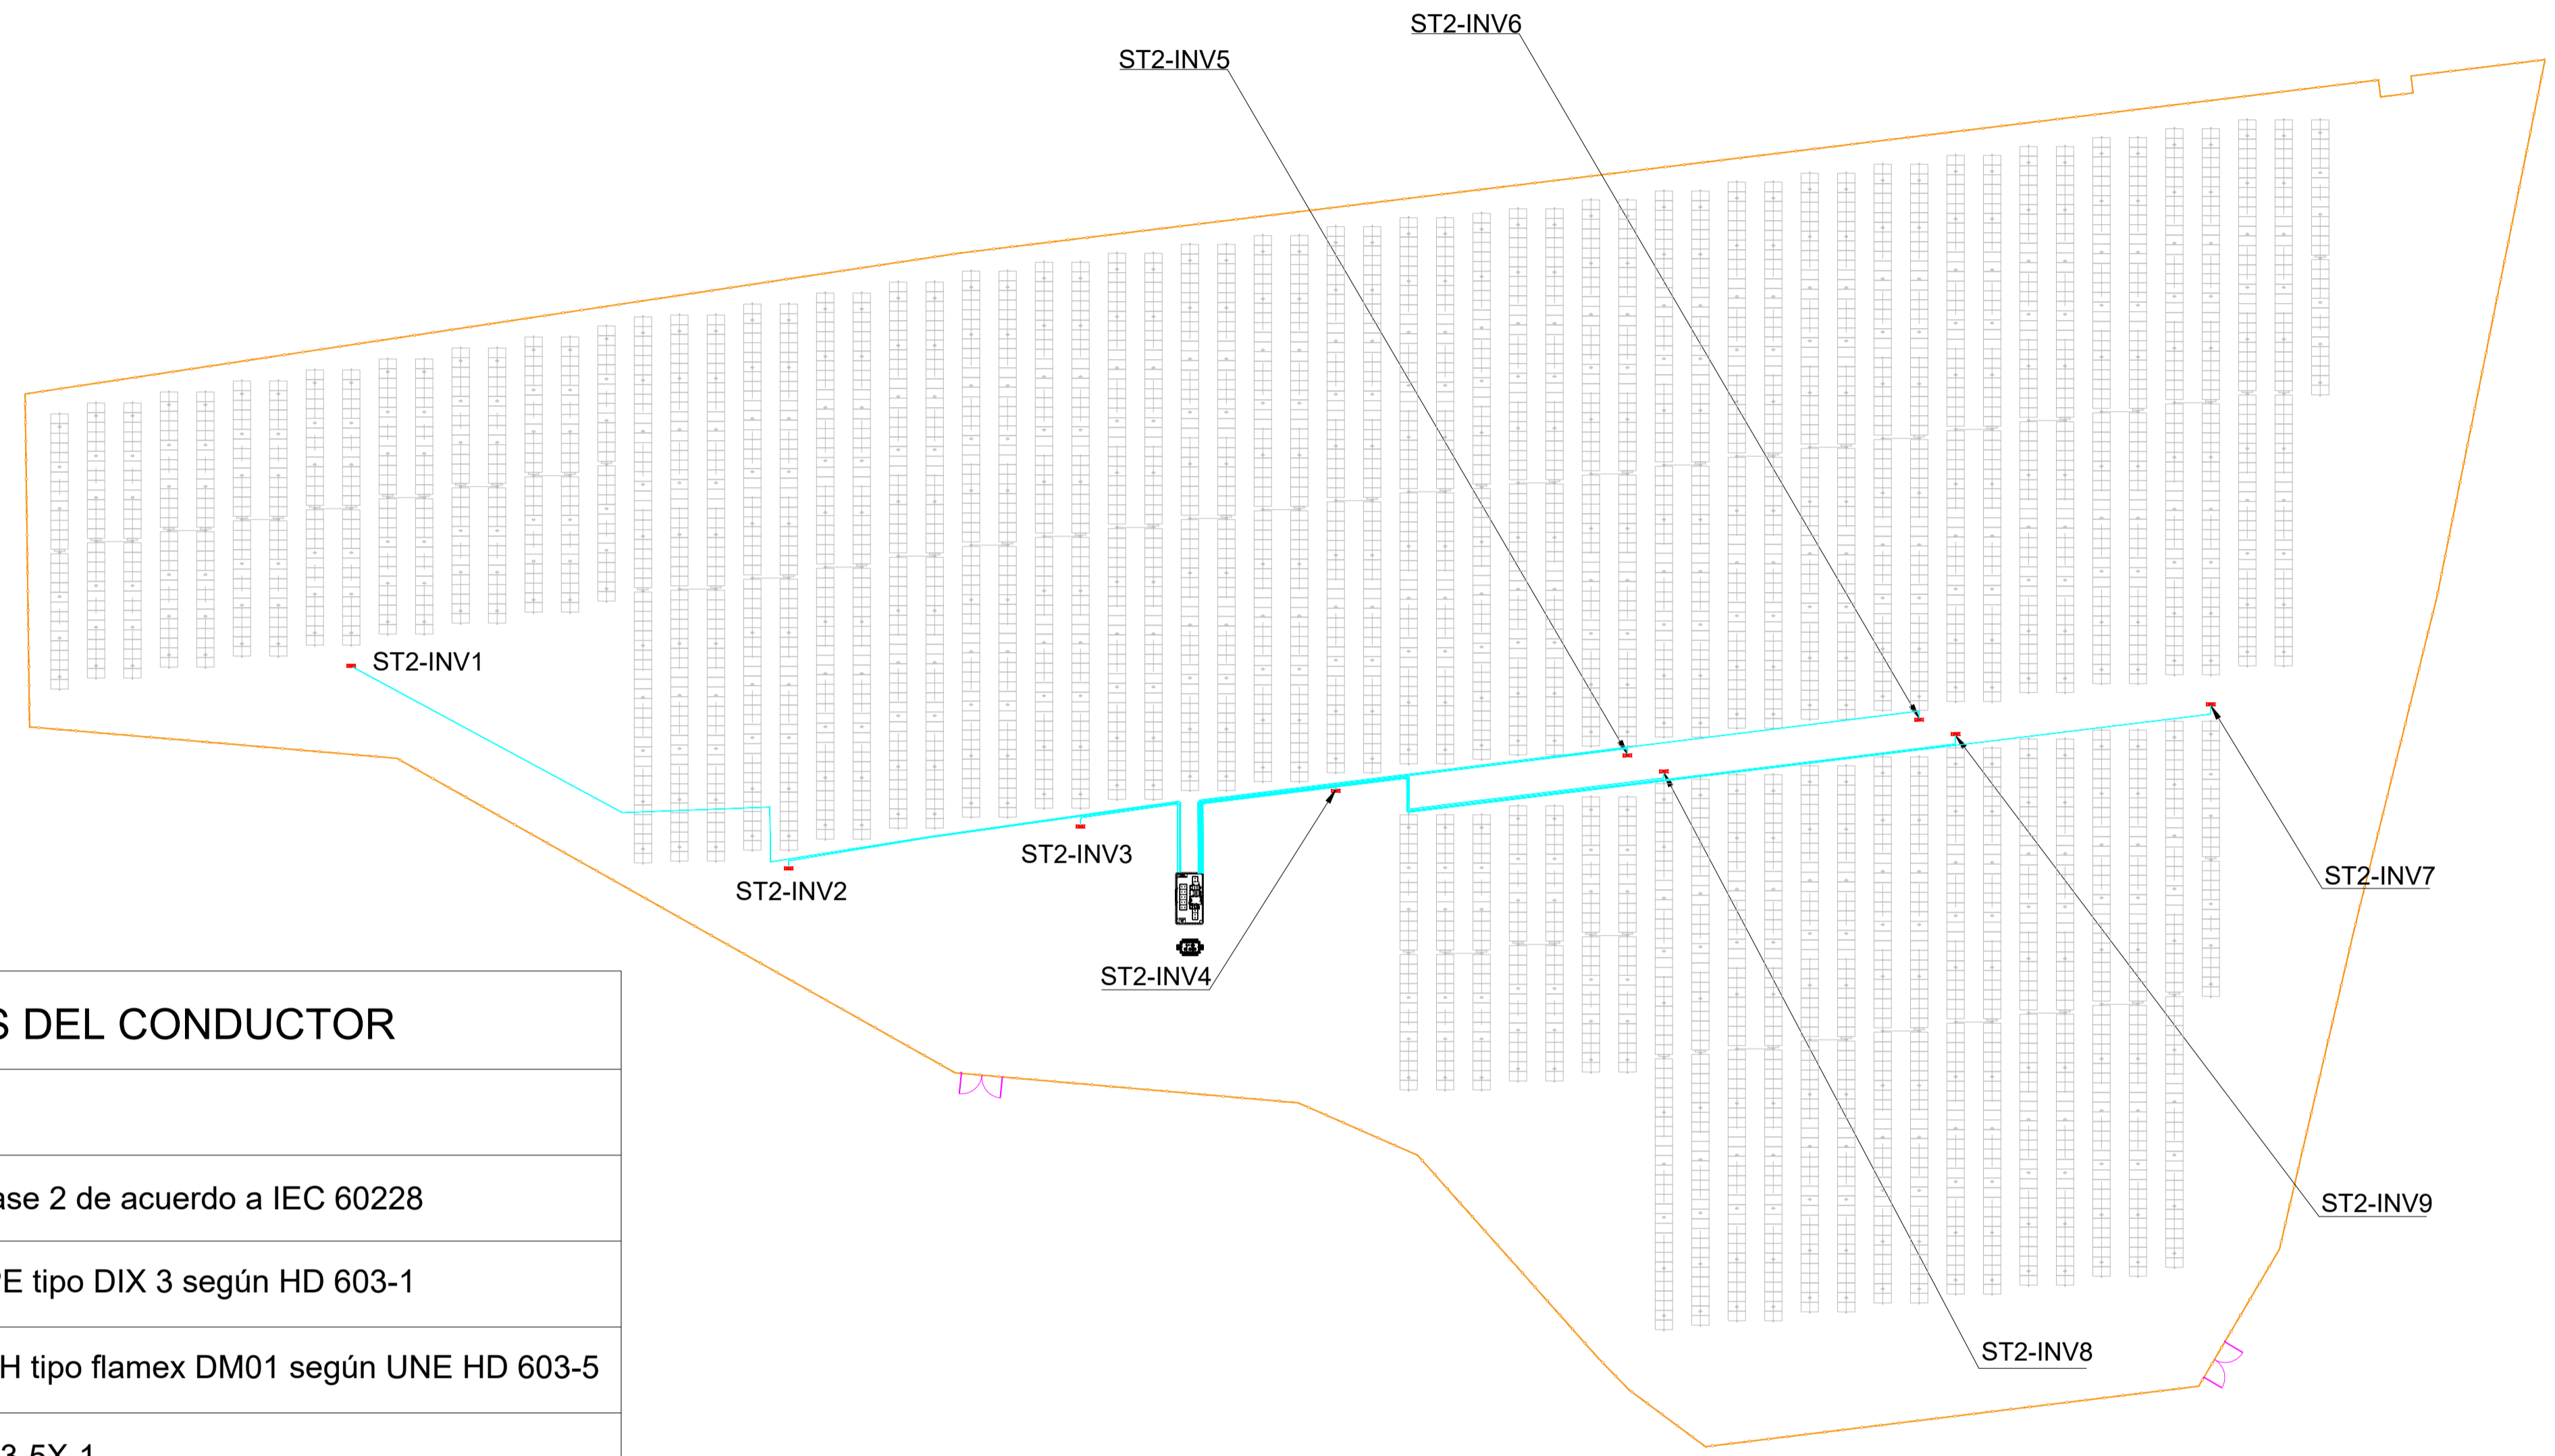 ST2-INV6
ST2-INV5
ST2-INV1
ST2-INV3
ST2-INV2
ST2-INV7
ST2-INV4
ST2-INV9
ST2-INV8
DEL CONDUCTOR
2 de acuerdo a IEC 60228
tipo DIX 3 según HD 603-1
tipo flamex DM01 según UNE HD 603-5